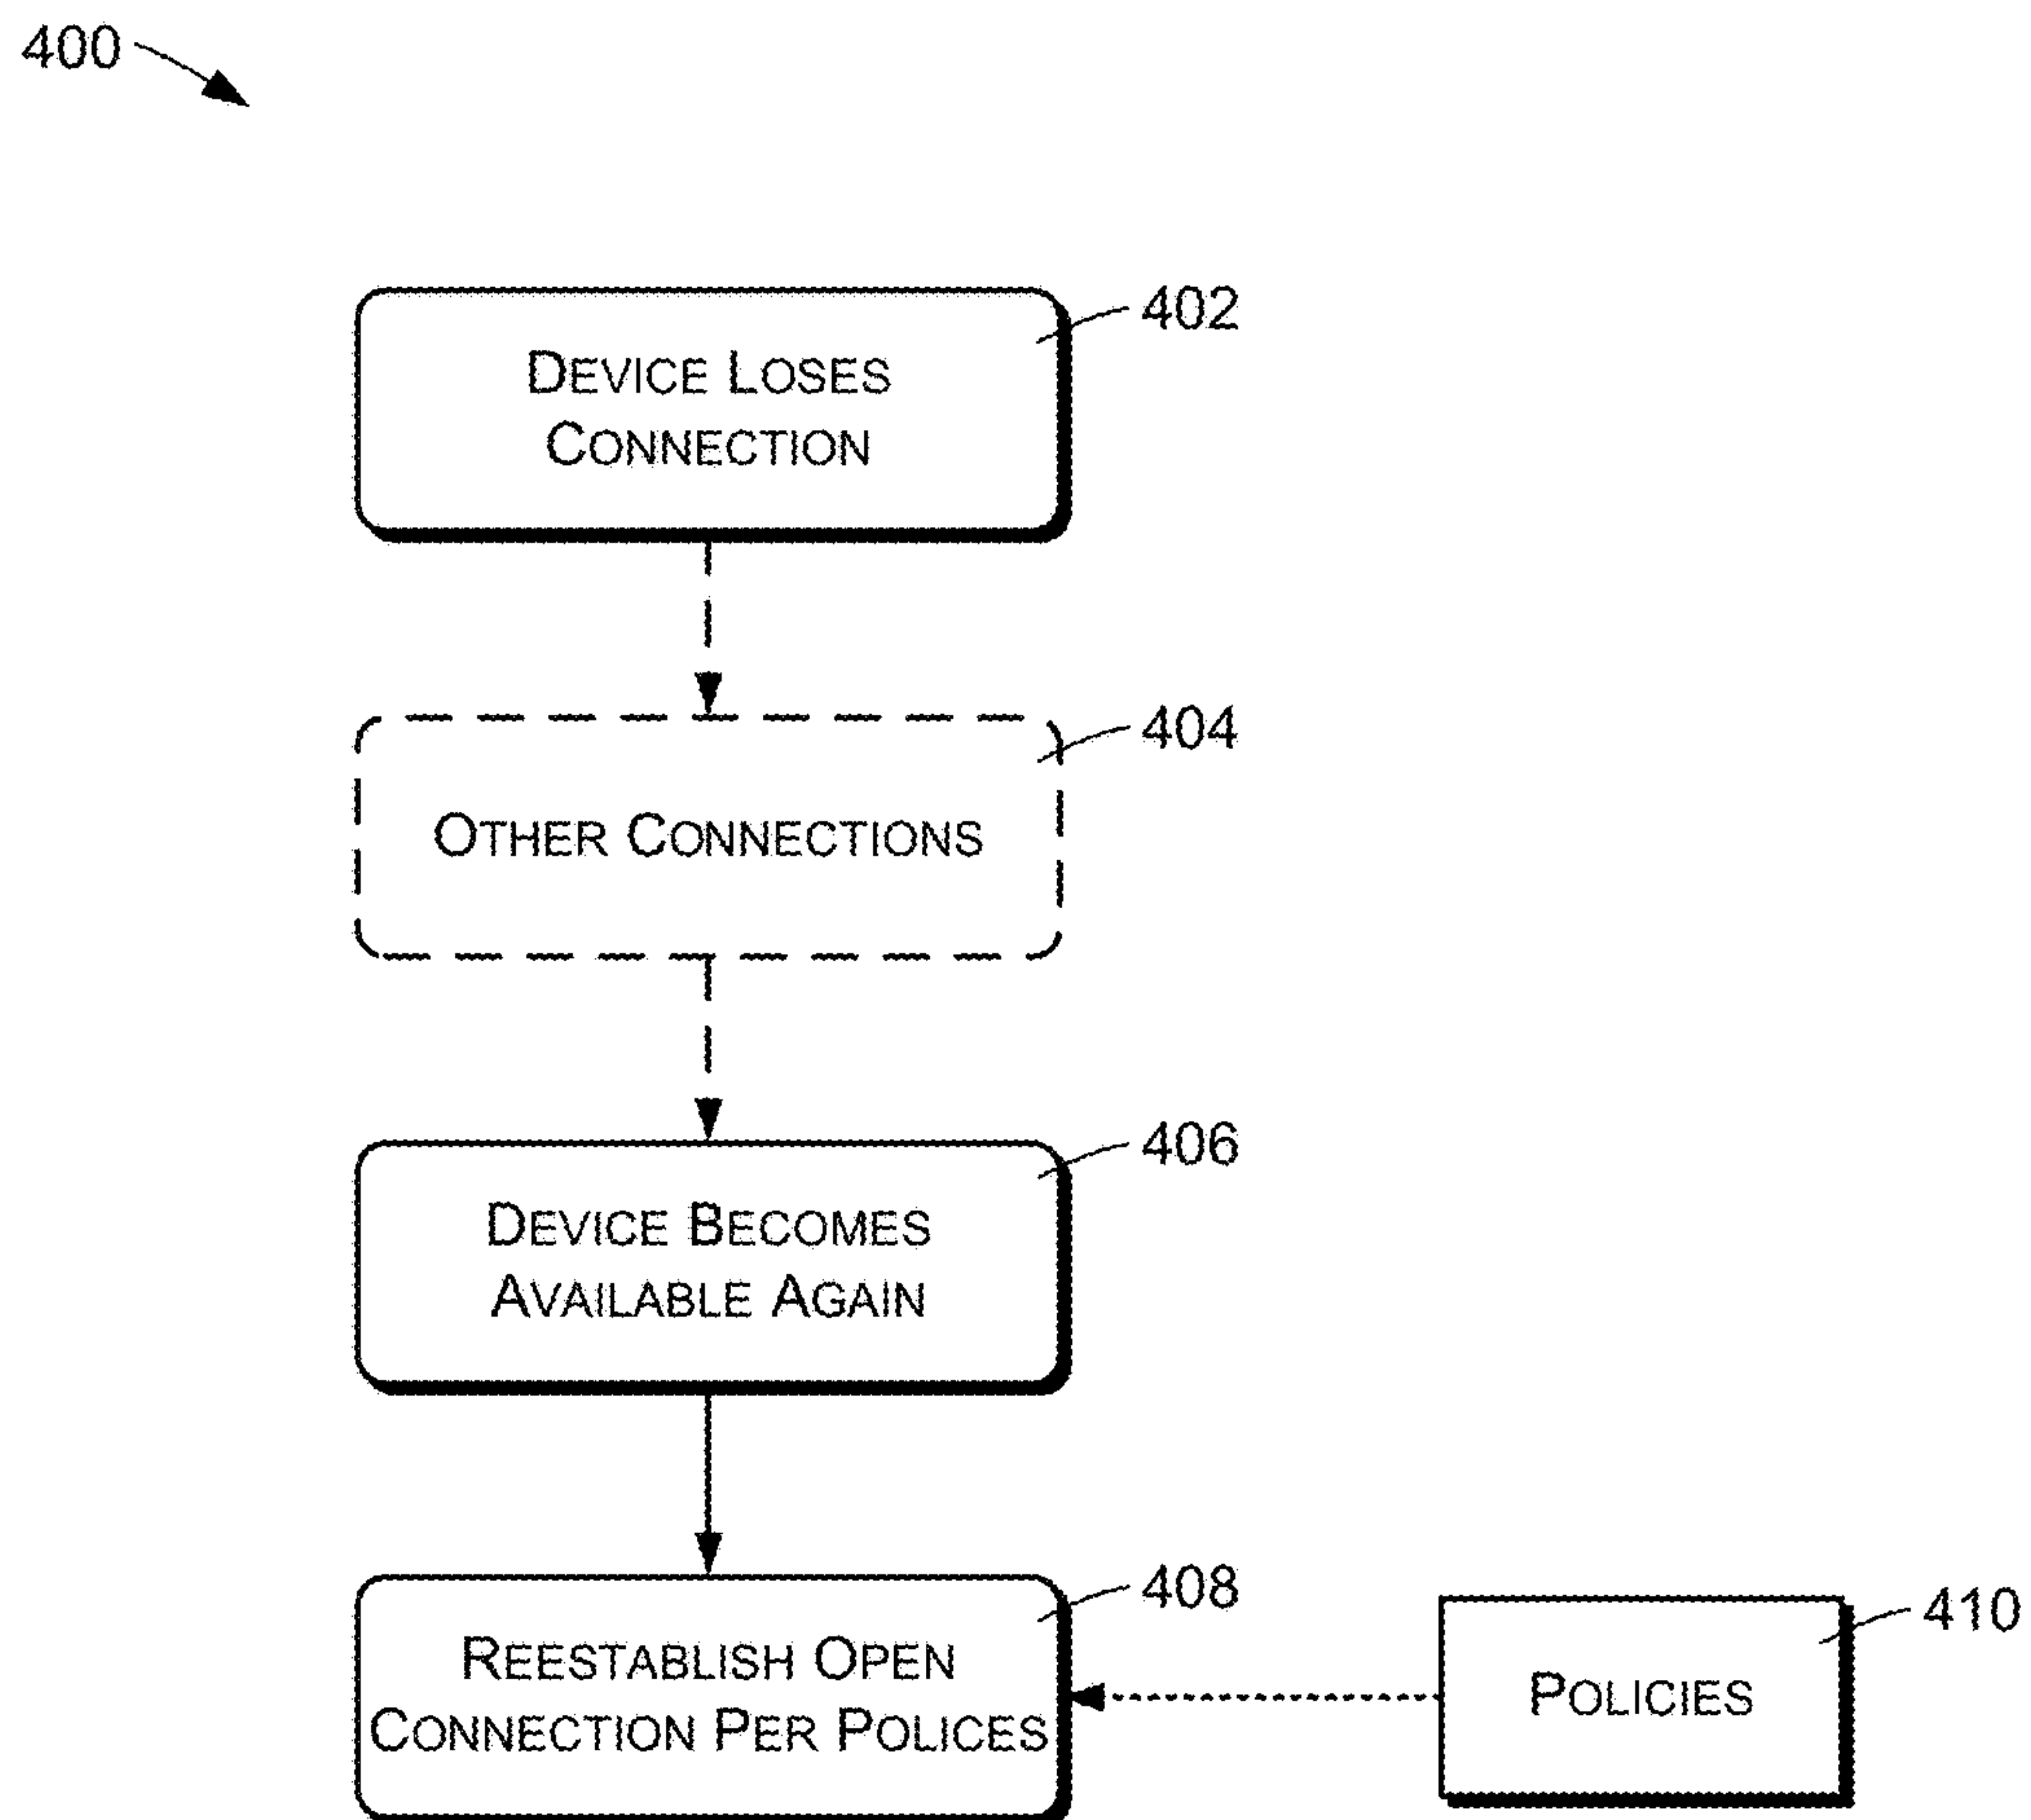 400
402
DEVICE LOSES
CONNECTION
404
OTHER CONNECTIONS
406
DEVICE BECOMES
AVAILABLE AGAIN
408
REESTABLISH OPEN
CONNECTION PER POLICES
410
POLICIES